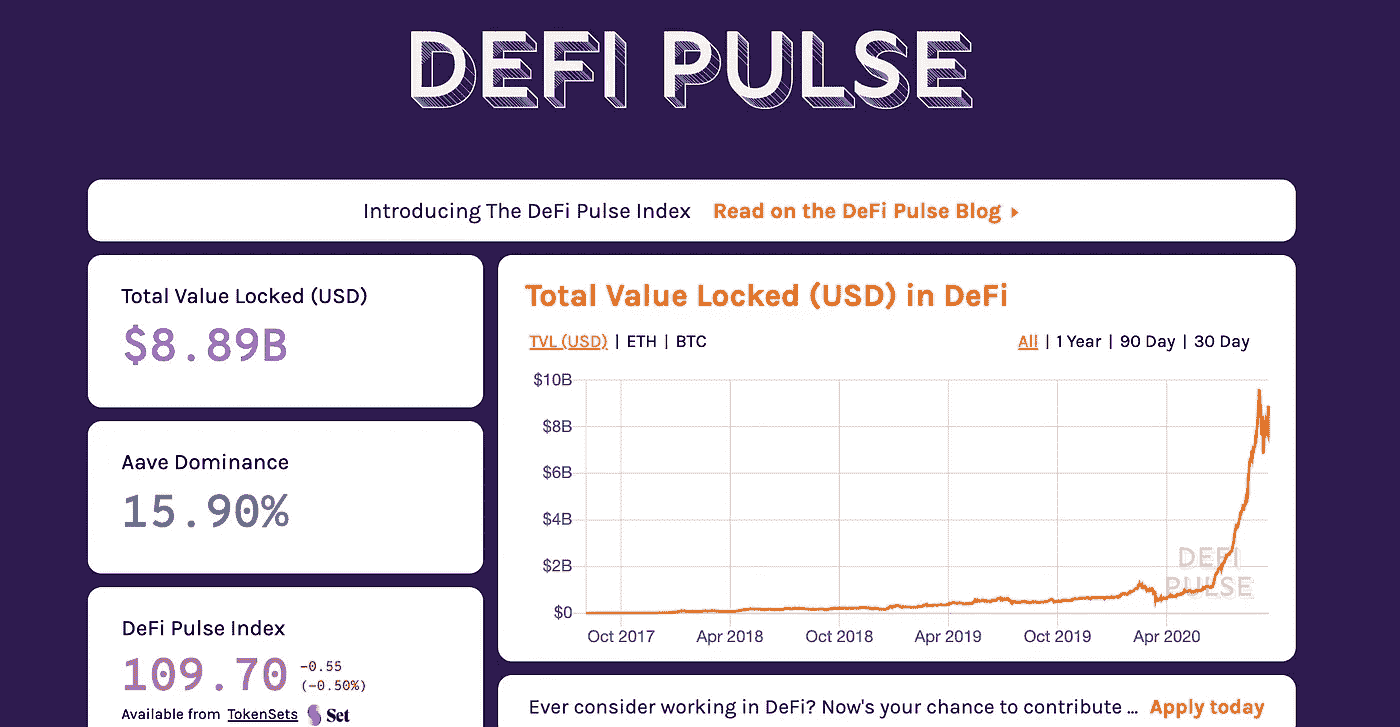 DEFI PULSE
Introducing The DeFi Pulse Index Read on the DeFi Pulse Blog
Total Value Locked (USD)
$8.89B
Aave Dominance
15.90%
DeFi Pulse Index
109.70 -0.55
(-0.50%)
Available from TokenSets Set
Total Value Locked (USD) in DeFi
TVL (USD) | ETH | BTC All | 1 Year | 90 Day | 30 Day
$10B
$8B
$6B
$4B
$2B
$0
DEFI
PULSE
Oct 2017 Apr 2018 Oct 2018 Apr 2019 Oct 2019 Apr 2020
Ever consider working in DeFi? Now's your chance to contribute ... Apply today